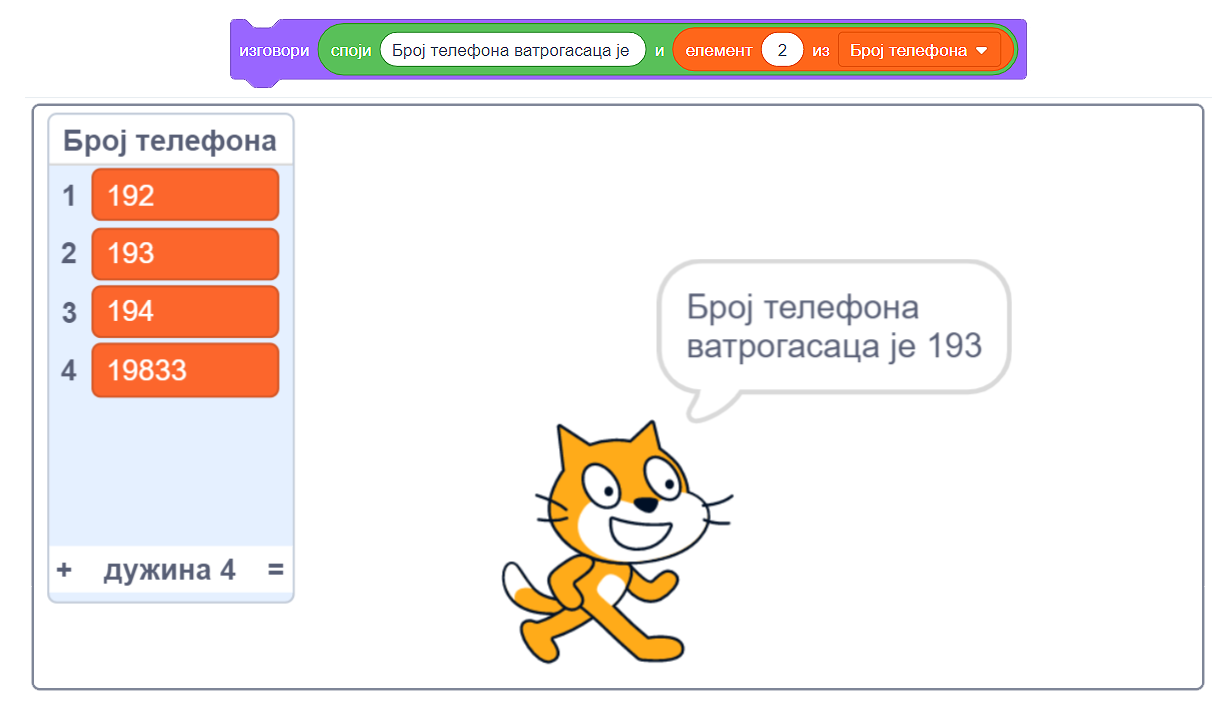 изговори споји Број телефона ватрогасаца је и елемент 2 из Број телефона
Број телефона
1 192
2 193
3 194
4 19833
+ дужина 4 =
Број телефона
ватрогасаца је 193